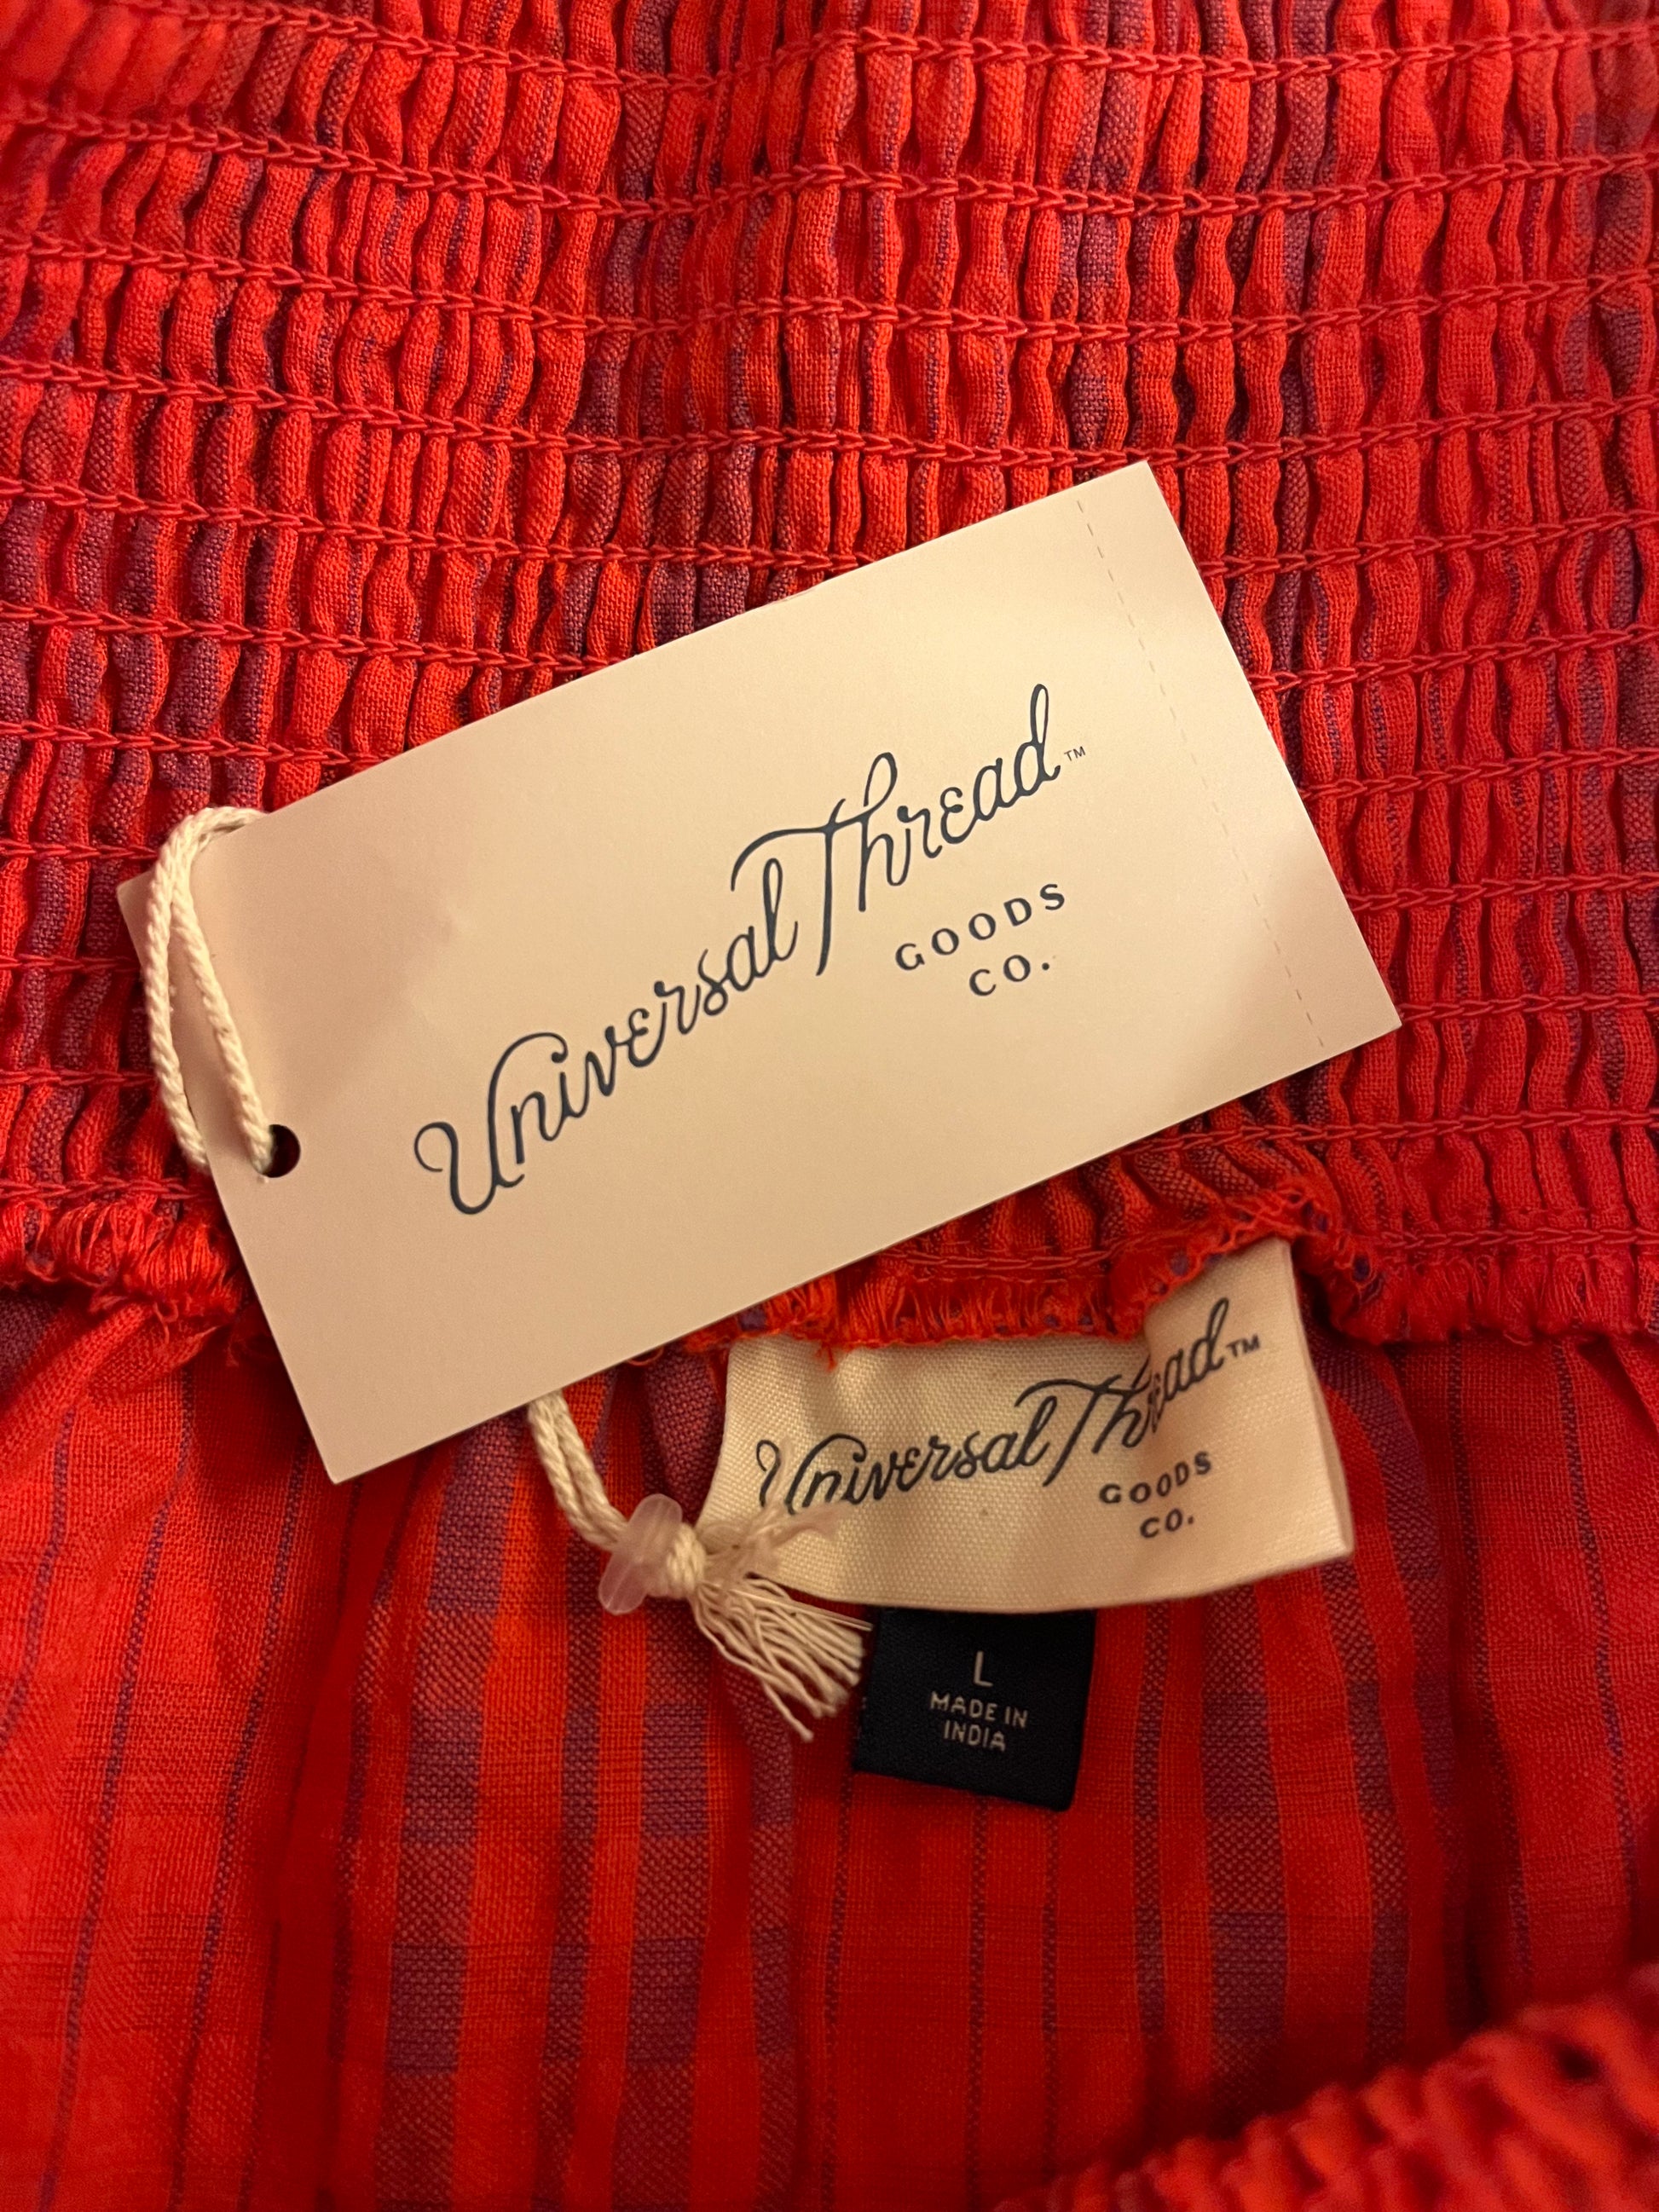 Universal Thread™
GOODS
CO.
Universal Thread™
GOODS
CO.
L
MADE IN
INDIA